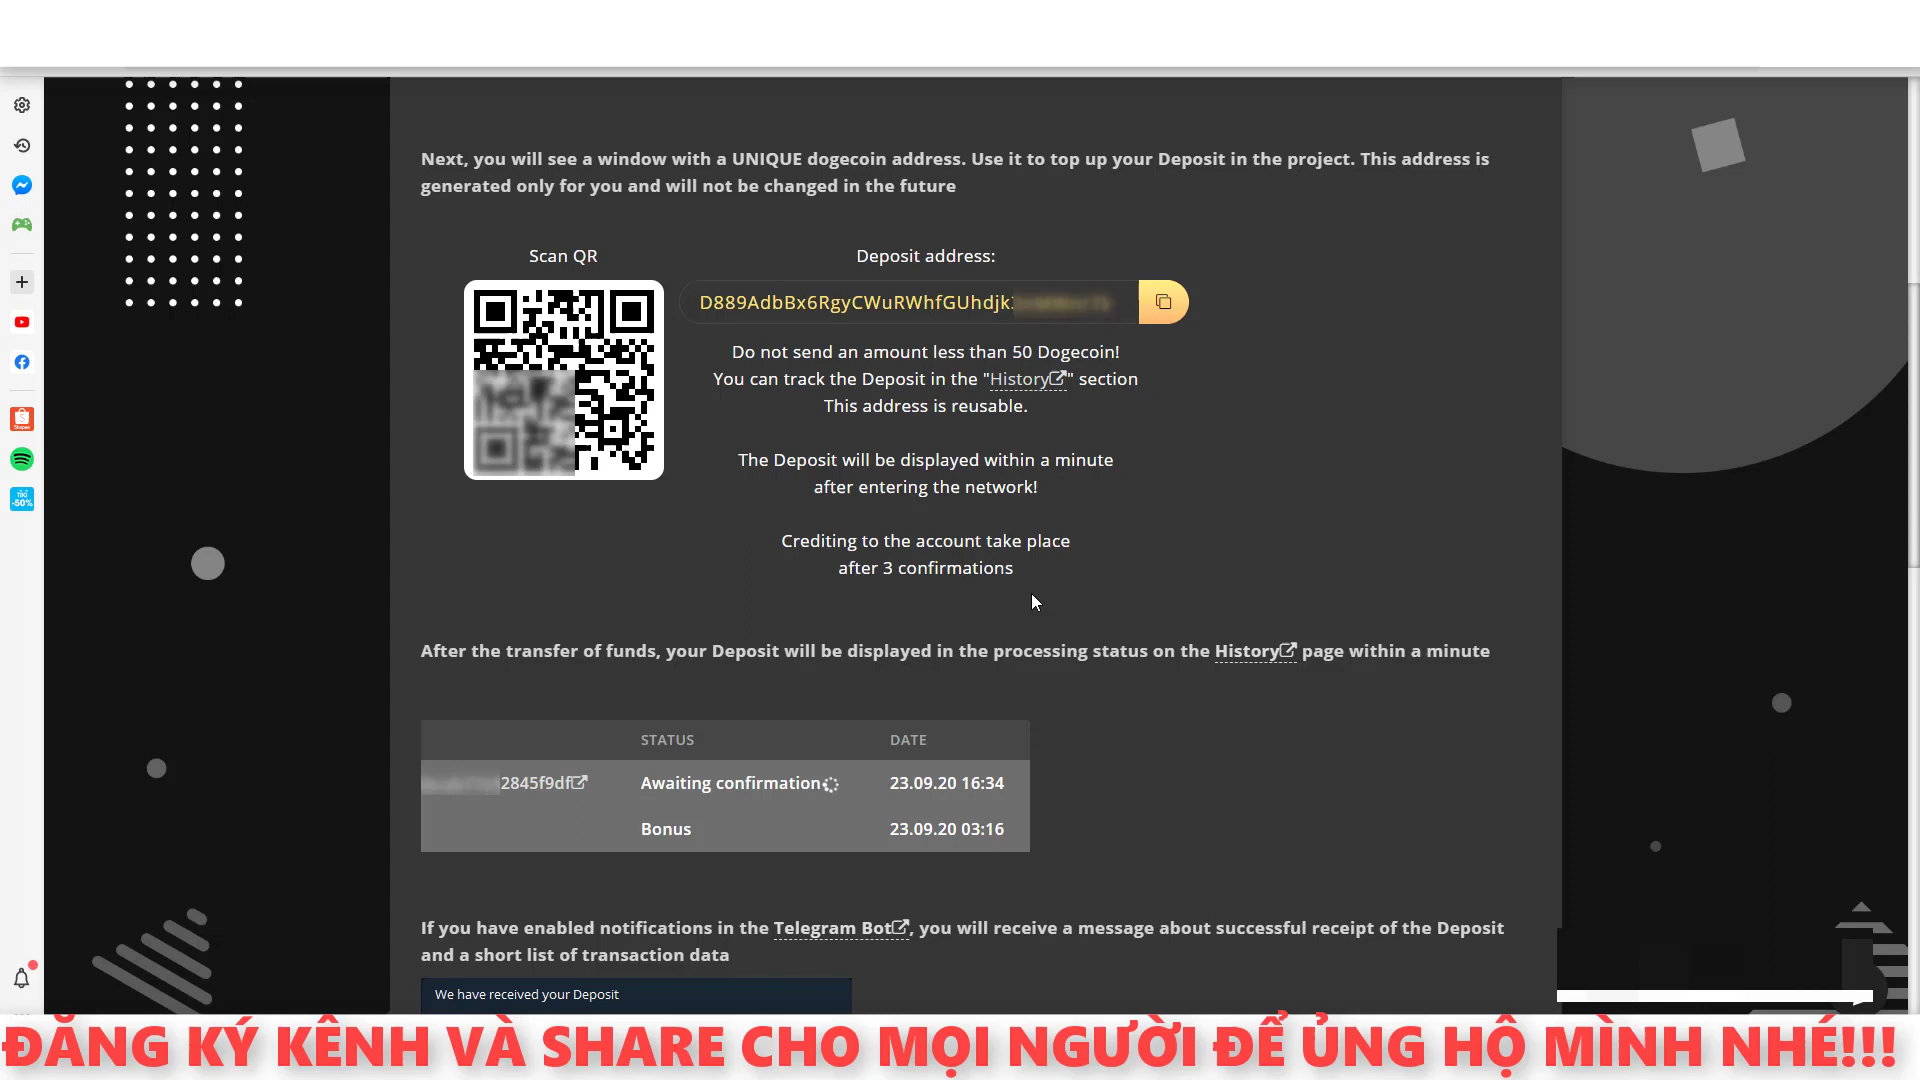 Next, you will see a window with a UNIQUE dogecoin address. Use it to top up your Deposit in the project. This address is
generated only for you and will not be changed in the future
Scan QR
Deposit address:
D889AdbBx6RgyCWuRWhfGUhdjk
Do not send an amount less than 50 Dogecoin!
You can track the Deposit in the "History" section
This address is reusable.
The Deposit will be displayed within a minute
after entering the network!
Crediting to the account take place
after 3 confirmations
After the transfer of funds, your Deposit will be displayed in the processing status on the History page within a minute
STATUS DATE
2845f9df Awaiting confirmation 23.09.20 16:34
Bonus 23.09.20 03:16
If you have enabled notifications in the Telegram Bot, you will receive a message about successful receipt of the Deposit
and a short list of transaction data
We have received your Deposit
ĐĂNG KÝ KÊNH VÀ SHARE CHO MỌI NGƯỜI ĐỂ ỦNG HỘ MÌNH NHÉ!!!
Shopee
TIKI
-50%